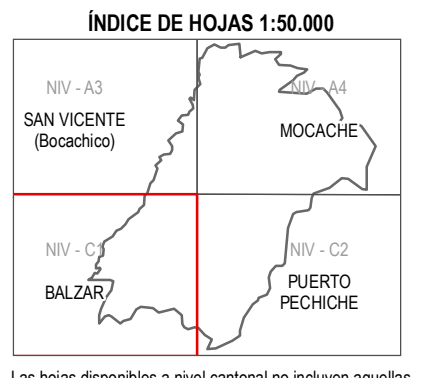 ÍNDICE DE HOJAS 1:50.000
NIV - A3
SAN VICENTE
(Bocachico)
NIV - A4
MOCACHE
NIV - C1
BALZAR
NIV - C2
PUERTO
PECHICHE
Las hojas disponibles a nivel cantonal no incluyen aquellas